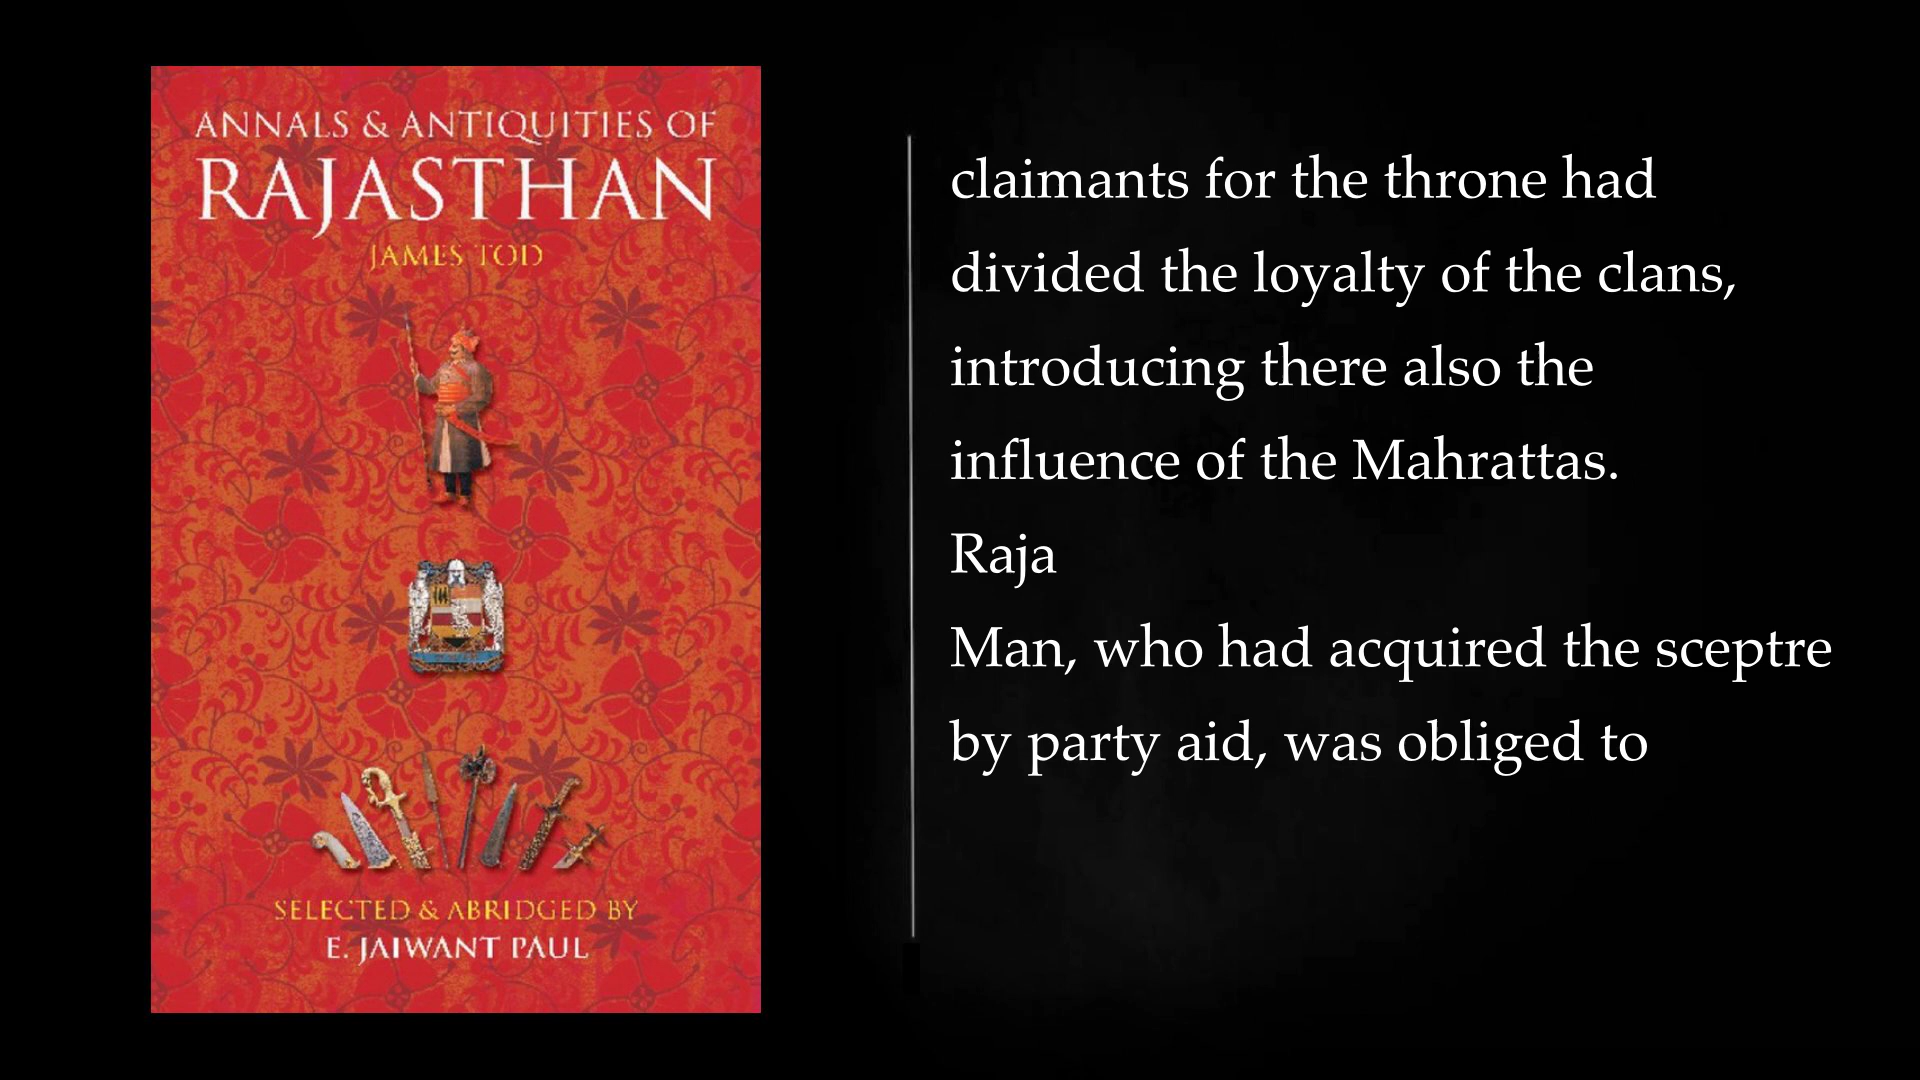 ANNALS & ANTIQUITIES OF
RAJASTHAN
JAMES TOD
SELECTED & ABRIDGED BY
E. JAIWANT PAUL
claimants for the throne had
divided the loyalty of the clans,
introducing there also the
influence of the Mahrattas.
Raja
Man, who had acquired the sceptre
by party aid, was obliged to